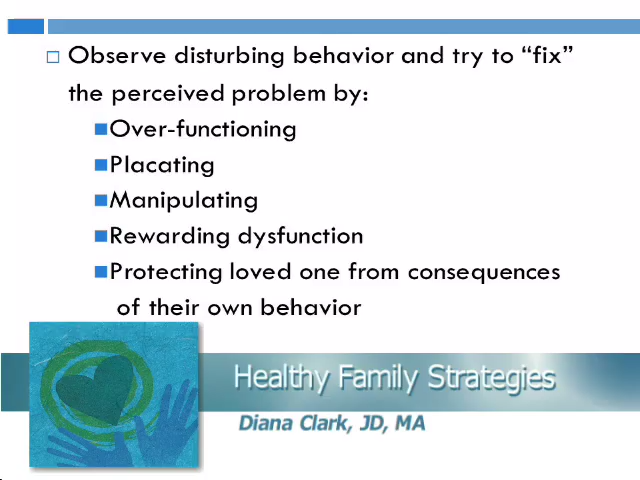 Observe disturbing behavior and try to “fix”
the perceived problem by:
Over-functioning
Placating
Manipulating
Rewarding dysfunction
Protecting loved one from consequences
of their own behavior
Healthy Family Strategies
Diana Clark, JD, MA